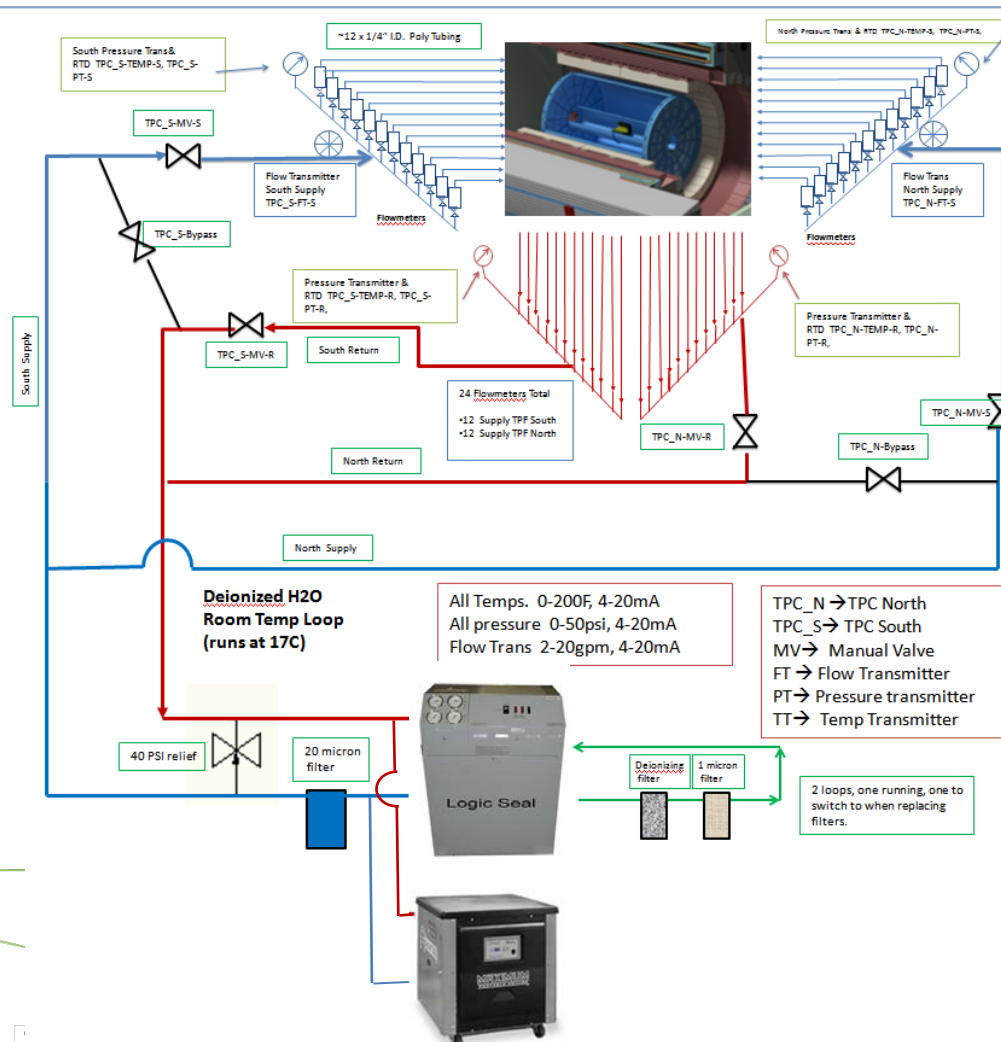 South Pressure Trans&
RTD TPC_S-TEMP-S, TPC_S-
PT-S
~12 x 1/4" I.D. Poly Tubing
North Pressure Trans & RTD TPC_N-TEMP-S, TPC_N-PT-S,
TPC_S-MV-S
Flow Transmitter
South Supply
TPC_S-FT-S
Flow Trans
North Supply
TPC_N-FT-S
Flowmeters
Flowmeters
TPC_S-Bypass
Pressure Transmitter &
RTD TPC_S-TEMP-R, TPC_S-
PT-R,
Pressure Transmitter &
RTD TPC_N-TEMP-R, TPC_N-
PT-R,
South Supply
TPC_S-MV-R
South Return
24 Flowmeters Total
•12 Supply TPF South
•12 Supply TPF North
TPC_N-MV-R
TPC_N-MV-S
TPC_N-Bypass
North Return
North Supply
Deionized H2O
Room Temp Loop
(runs at 17C)
All Temps. 0-200F, 4-20mA
All pressure 0-50psi, 4-20mA
Flow Trans 2-20gpm, 4-20mA
TPC_N → TPC North
TPC_S → TPC South
MV → Manual Valve
FT → Flow Transmitter
PT → Pressure transmitter
TT → Temp Transmitter
40 PSI relief
20 micron
filter
Logic Seal
Deionizing
filter
1 micron
filter
2 loops, one running, one to
switch to when replacing
filters.
MAXIMUM